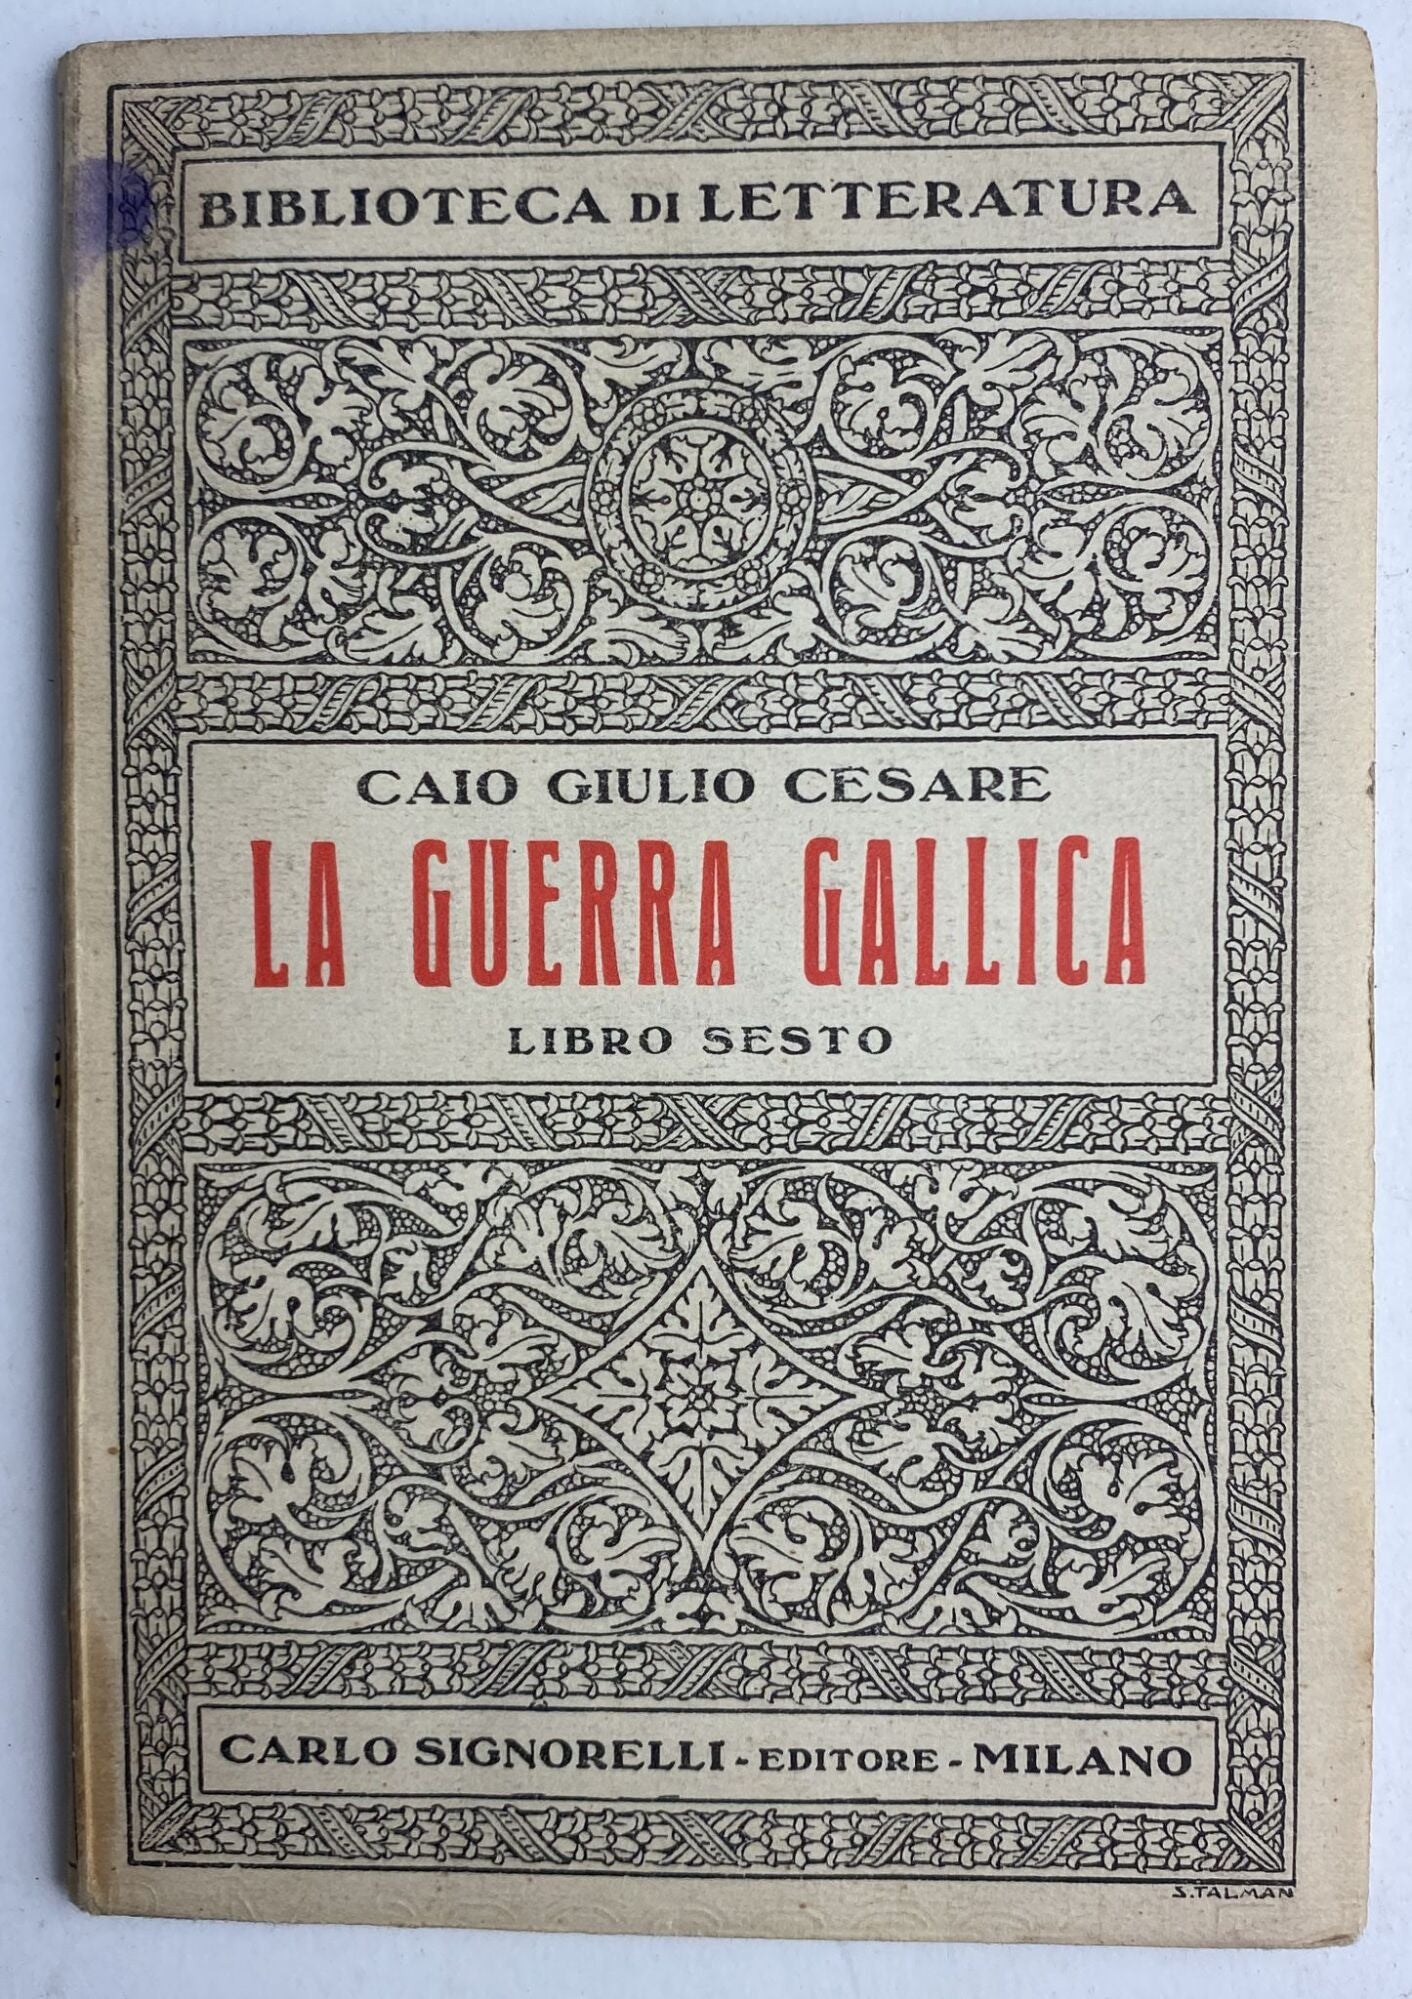 BIBLIOTECA DI LETTERATURA
CAIO GIULIO CESARE
LA GUERRA GALLICA
LIBRO SESTO
CARLO SIGNORELLI - EDITORE - MILANO
S. TALMAN